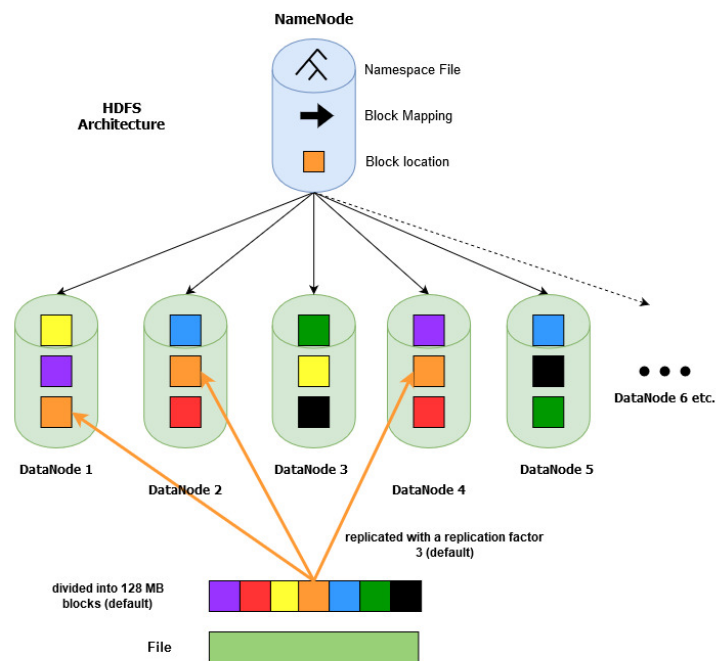 NameNode
Namespace File
HDFS
Architecture
Block Mapping
Block location
DataNode 1
DataNode 2
DataNode 3
DataNode 4
DataNode 5
DataNode 6 etc.
replicated with a replication factor
3 (default)
divided into 128 MB
blocks (default)
File